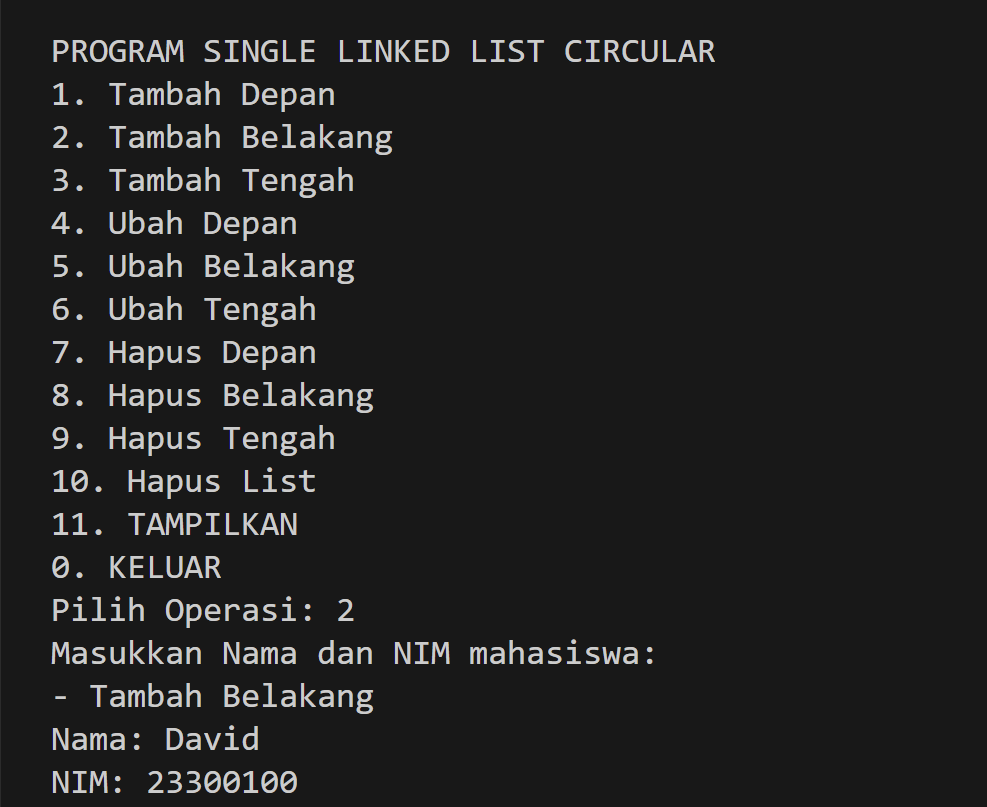 PROGRAM SINGLE LINKED LIST CIRCULAR
1. Tambah Depan
2. Tambah Belakang
3. Tambah Tengah
4. Ubah Depan
5. Ubah Belakang
6. Ubah Tengah
7. Hapus Depan
8. Hapus Belakang
9. Hapus Tengah
10. Hapus List
11. TAMPILKAN
0. KELUAR
Pilih Operasi: 2
Masukkan Nama dan NIM mahasiswa:
- Tambah Belakang
Nama: David
NIM: 23300100